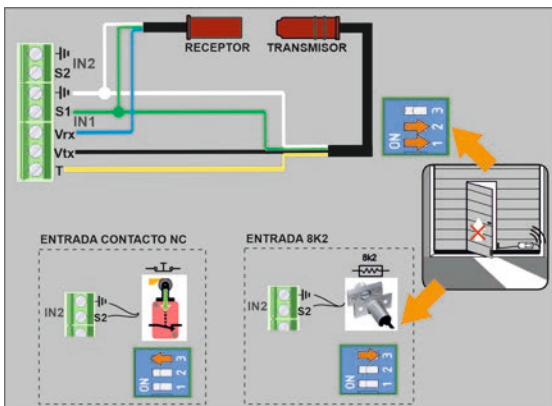 RECEPTOR
TRANSMISOR
IN2
S2
S1
IN1
Vrx
Vtx
T
ON
1 2 3
ENTRADA CONTACTO NC
IN2
S2
ON
1 2 3
ENTRADA 8K2
8k2
IN2
S2
ON
1 2 3